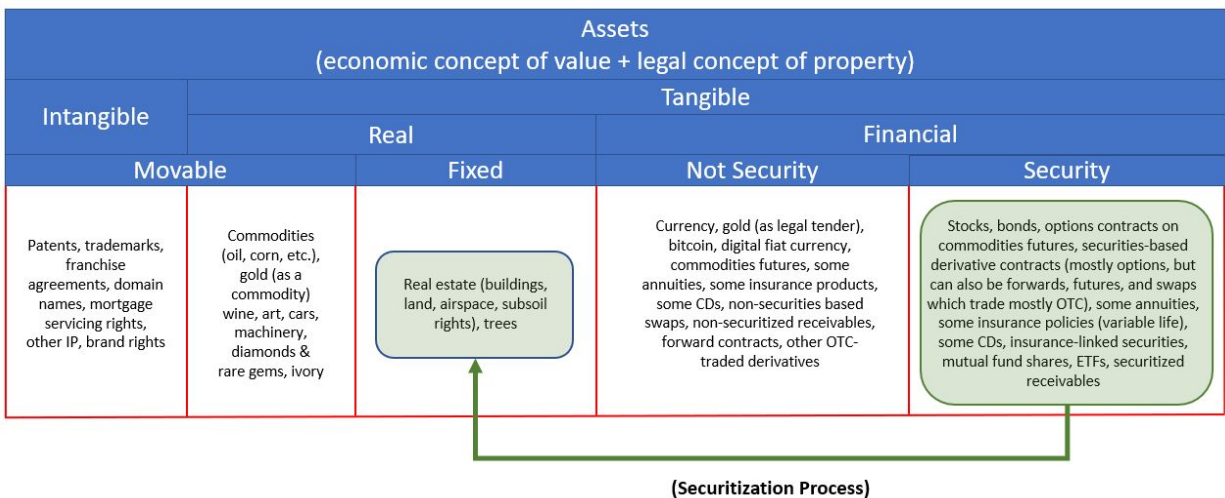 Assets
(economic concept of value + legal concept of property)
Intangible
Tangible
Real
Financial
Movable
Fixed
Not Security
Security
Patents, trademarks,
franchise
agreements, domain
names, mortgage
servicing rights,
other IP, brand rights
Commodities
(oil, corn, etc.),
gold (as a
commodity)
wine, art, cars,
machinery,
diamonds &
rare gems, ivory
Real estate (buildings,
land, airspace, subsoil
rights), trees
Currency, gold (as legal tender),
bitcoin, digital fiat currency,
commodities futures, some
annuities, some insurance products,
some CDs, non-securities based
swaps, non-securitized receivables,
forward contracts, other OTC-
traded derivatives
Stocks, bonds, options contracts on
commodities futures, securities-based
derivative contracts (mostly options, but
can also be forwards, futures, and swaps
which trade mostly OTC), some annuities,
some insurance policies (variable life),
some CDs, insurance-linked securities,
mutual fund shares, ETFs, securitized
receivables
(Securitization Process)